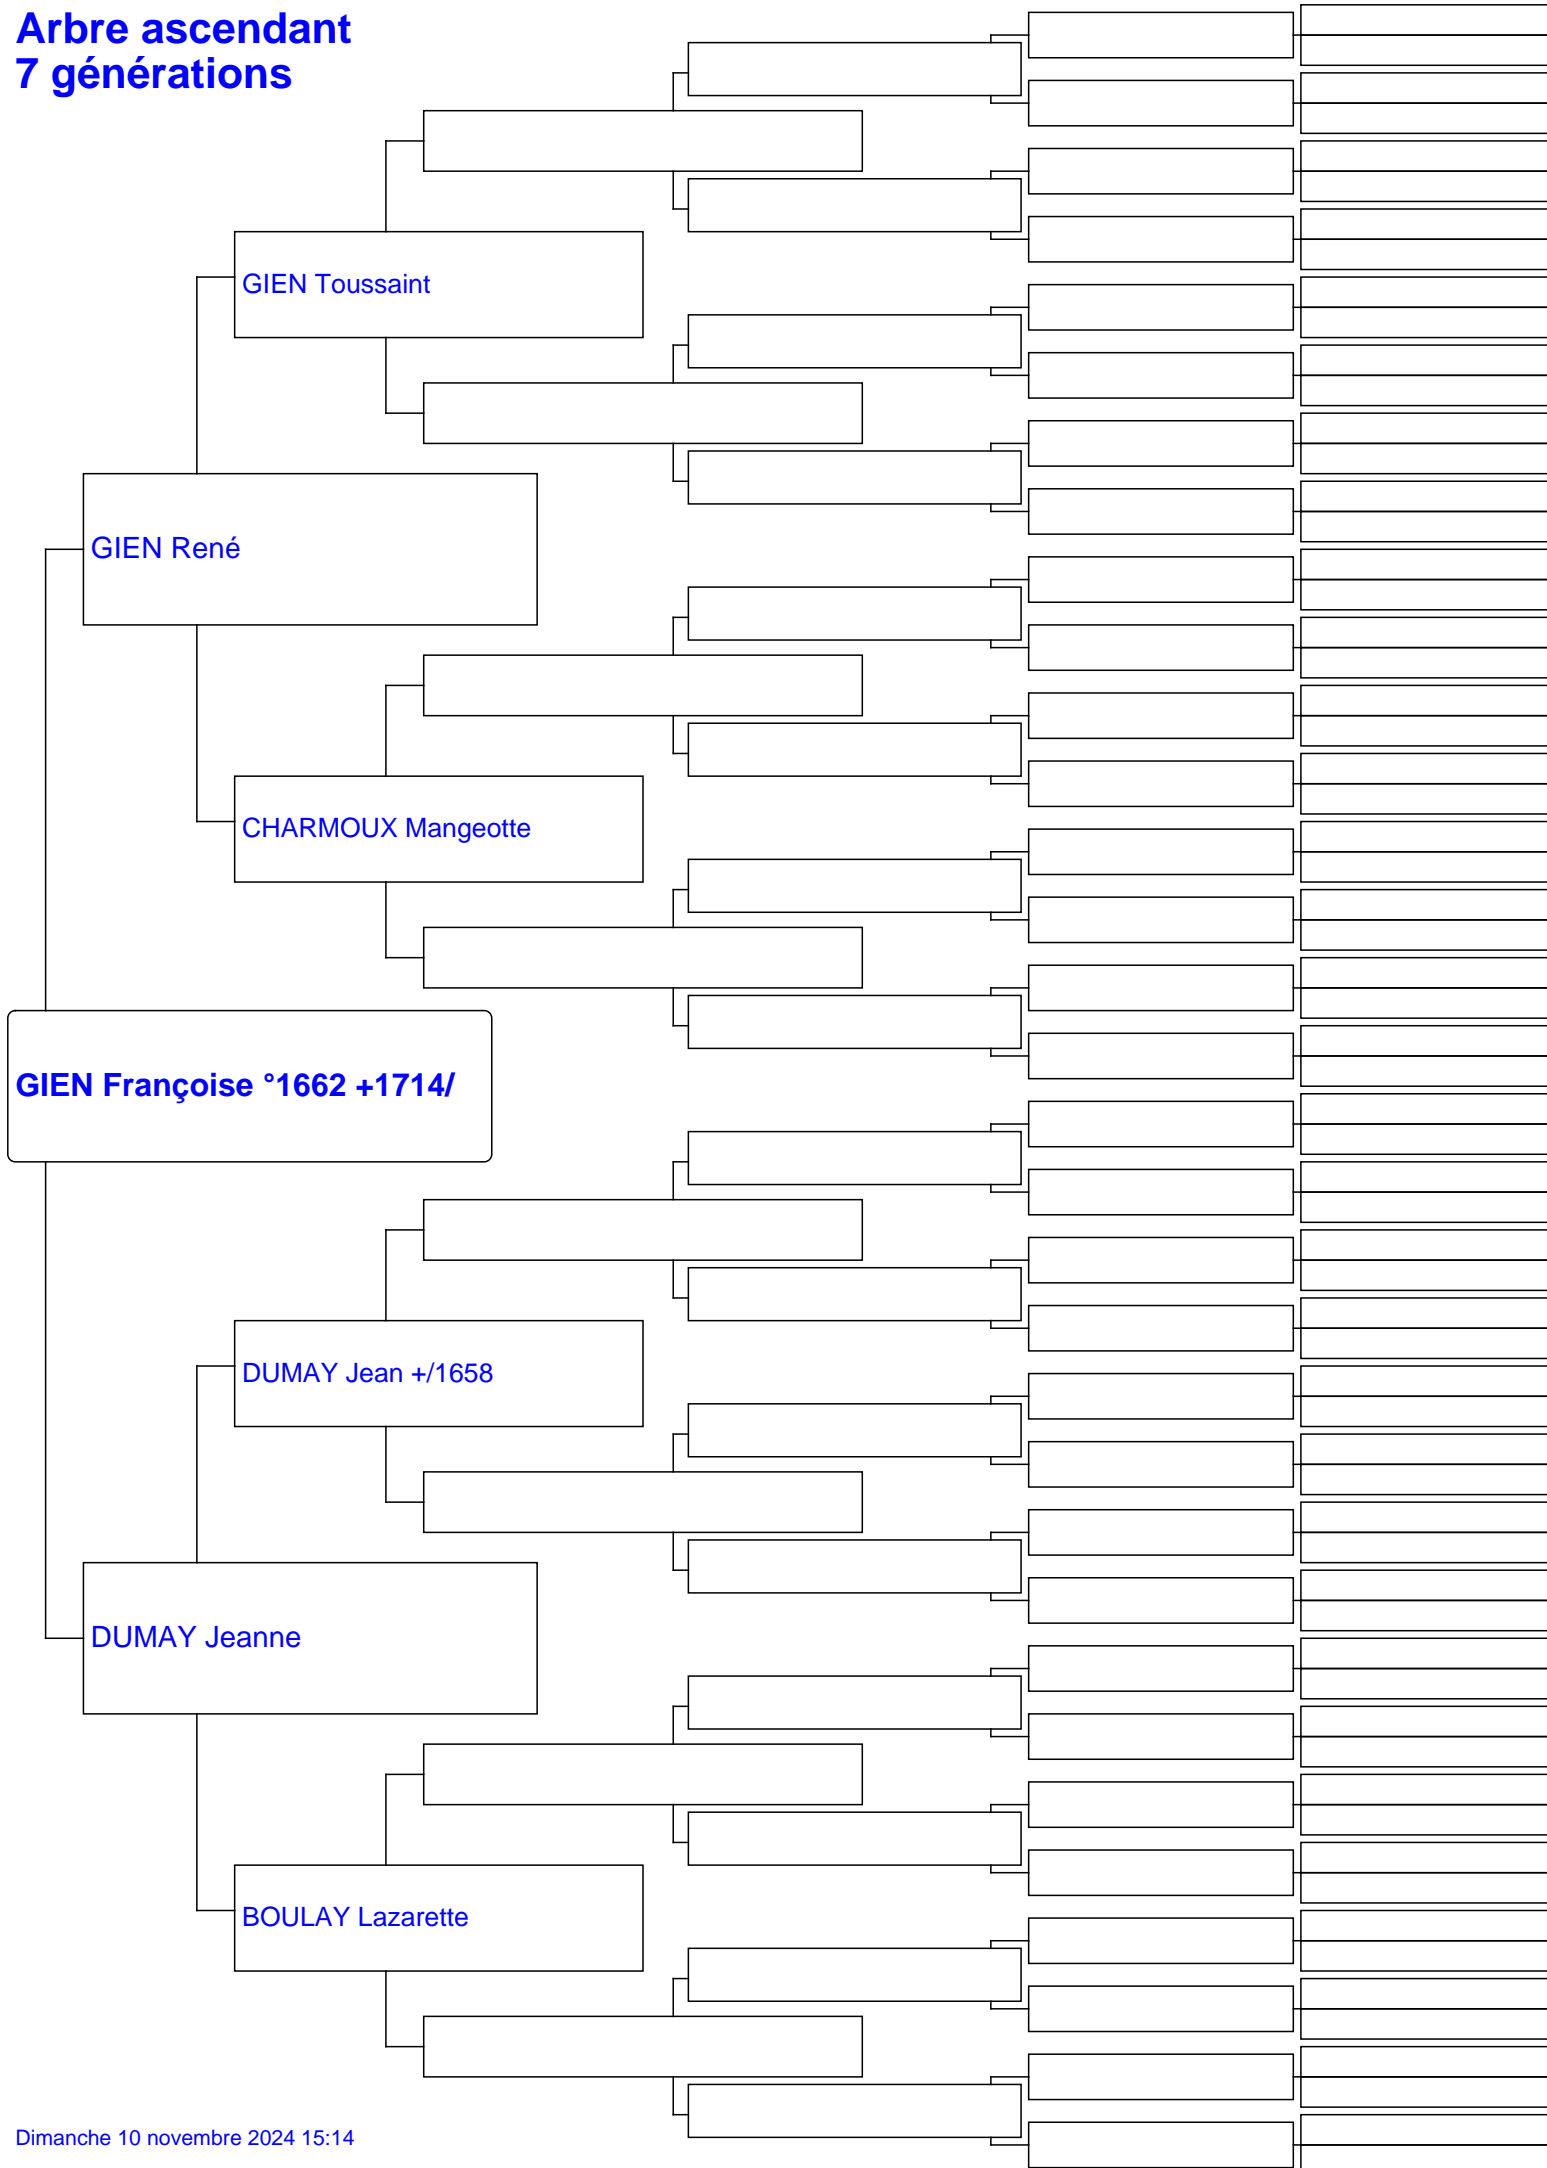 Arbre ascendant
7 générations
GIEN Toussaint
GIEN René
CHARMOUX Mangeotte
GIEN Françoise °1662 +1714/
DUMAY Jean +/1658
DUMAY Jeanne
BOULAY Lazarette
Dimanche 10 novembre 2024 15:14